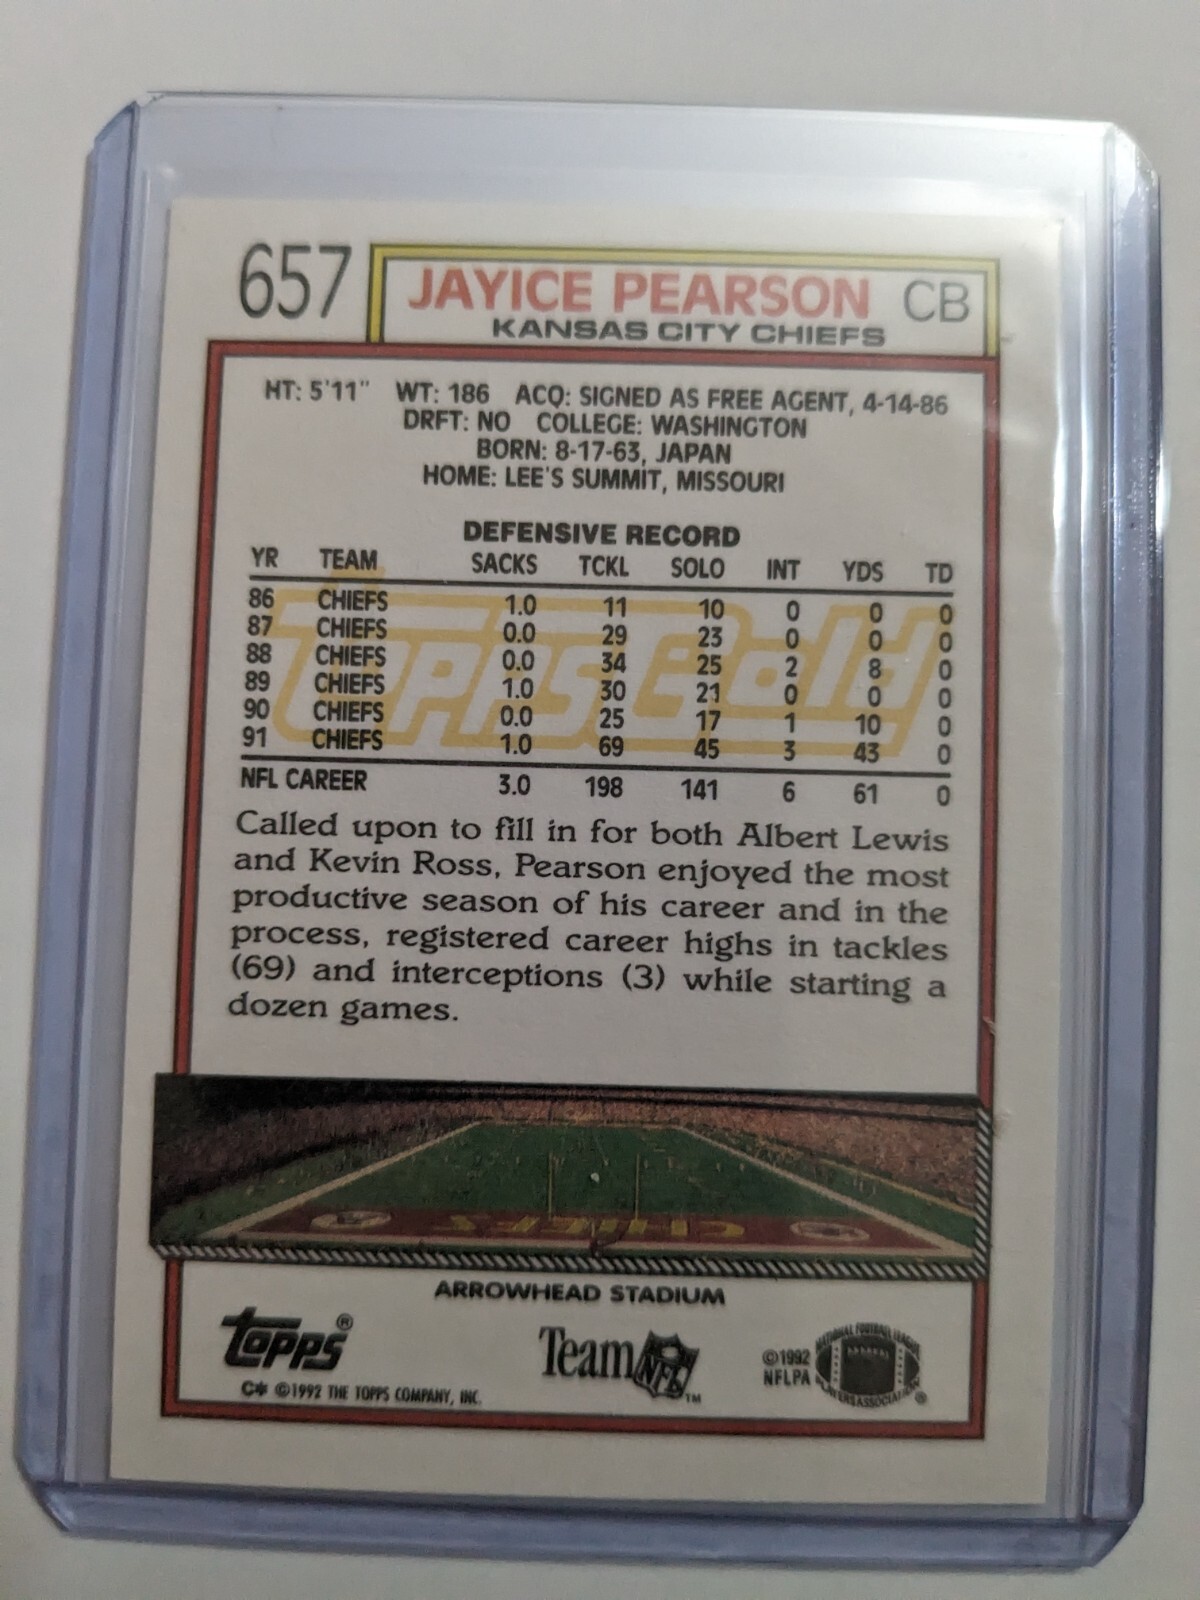 657 JAYICE PEARSON CB
KANSAS CITY CHIEFS
HT: 5'11" WT: 186 ACQ: SIGNED AS FREE AGENT, 4-14-86
DRFT: NO COLLEGE: WASHINGTON
BORN: 8-17-63, JAPAN
HOME: LEE'S SUMMIT, MISSOURI
DEFENSIVE RECORD
YR TEAM SACKS TCKL SOLO INT YDS TD
86 CHIEFS 1.0 11 10 0 0 0
87 CHIEFS 0.0 29 23 0 0 0
88 CHIEFS 0.0 34 25 2 8 0
89 CHIEFS 1.0 30 21 0 0 0
90 CHIEFS 0.0 25 17 1 10 0
91 CHIEFS 1.0 69 45 3 43 0
Topps Gold
NFL CAREER 3.0 198 141 6 61 0
Called upon to fill in for both Albert Lewis
and Kevin Ross, Pearson enjoyed the most
productive season of his career and in the
process, registered career highs in tackles
(69) and interceptions (3) while starting a
dozen games.
CHIEFS
ARROWHEAD STADIUM
Topps®
Team NFL™
©1992
NFLPA
NATIONAL FOOTBALL LEAGUE
PLAYERS ASSOCIATION ®
C* ©1992 THE TOPPS COMPANY, INC.